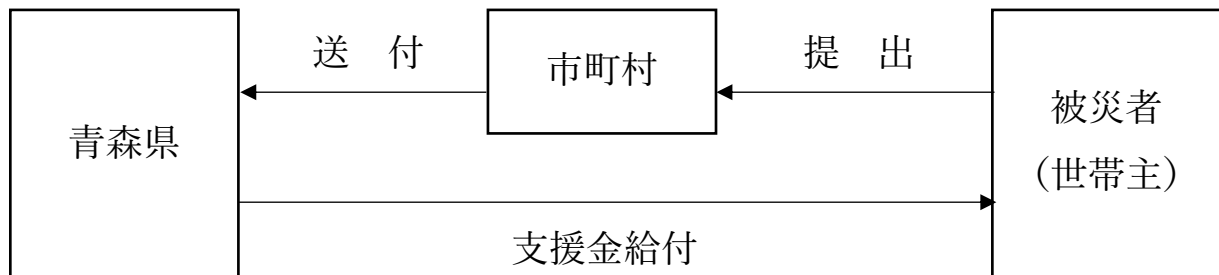 送 付
市町村
提 出
青森県
被災者
（世帯主）
支援金給付